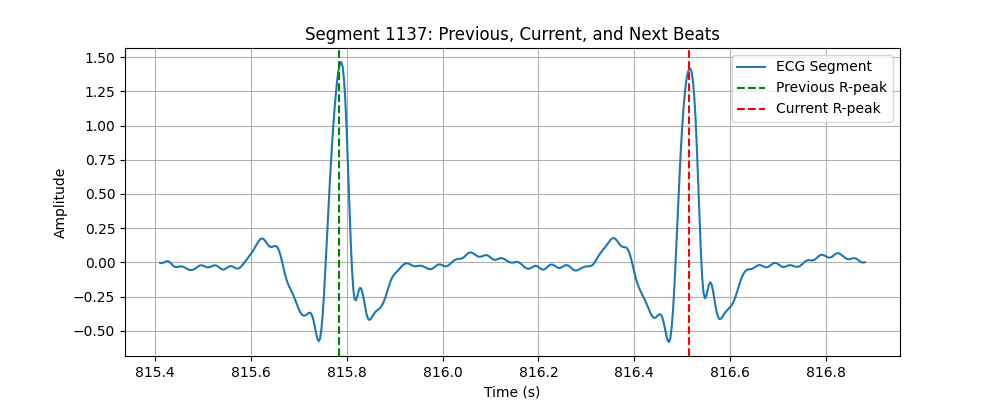 Segment 1137: Previous, Current, and Next Beats
ECG Segment
Previous R-peak
Current R-peak
Amplitude
1.50
1.25
1.00
0.75
0.50
0.25
0.00
−0.25
−0.50
815.4 815.6 815.8 816.0 816.2 816.4 816.6 816.8
Time (s)